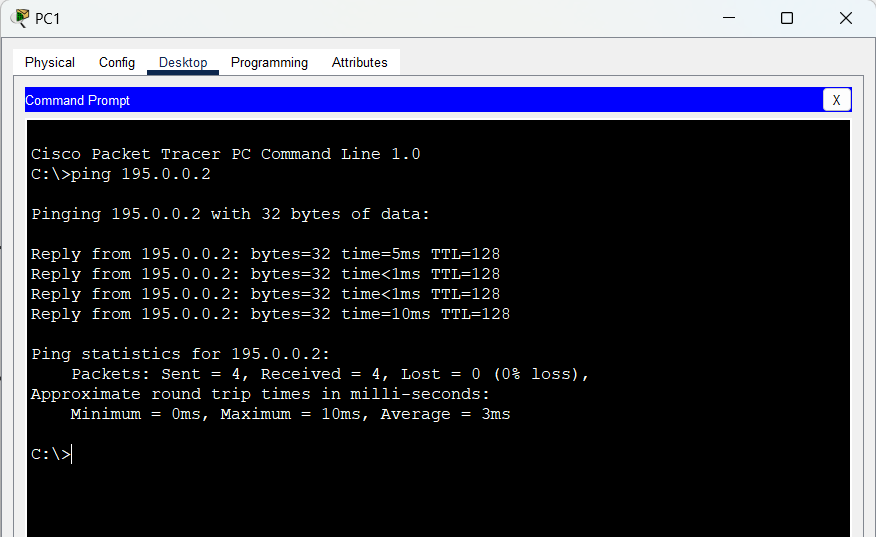 PC1
Physical Config Desktop Programming Attributes
Command Prompt X
Cisco Packet Tracer PC Command Line 1.0
C:\>ping 195.0.0.2
Pinging 195.0.0.2 with 32 bytes of data:
Reply from 195.0.0.2: bytes=32 time=5ms TTL=128
Reply from 195.0.0.2: bytes=32 time<1ms TTL=128
Reply from 195.0.0.2: bytes=32 time<1ms TTL=128
Reply from 195.0.0.2: bytes=32 time=10ms TTL=128
Ping statistics for 195.0.0.2:
Packets: Sent = 4, Received = 4, Lost = 0 (0% loss),
Approximate round trip times in milli-seconds:
Minimum = 0ms, Maximum = 10ms, Average = 3ms
C:\>